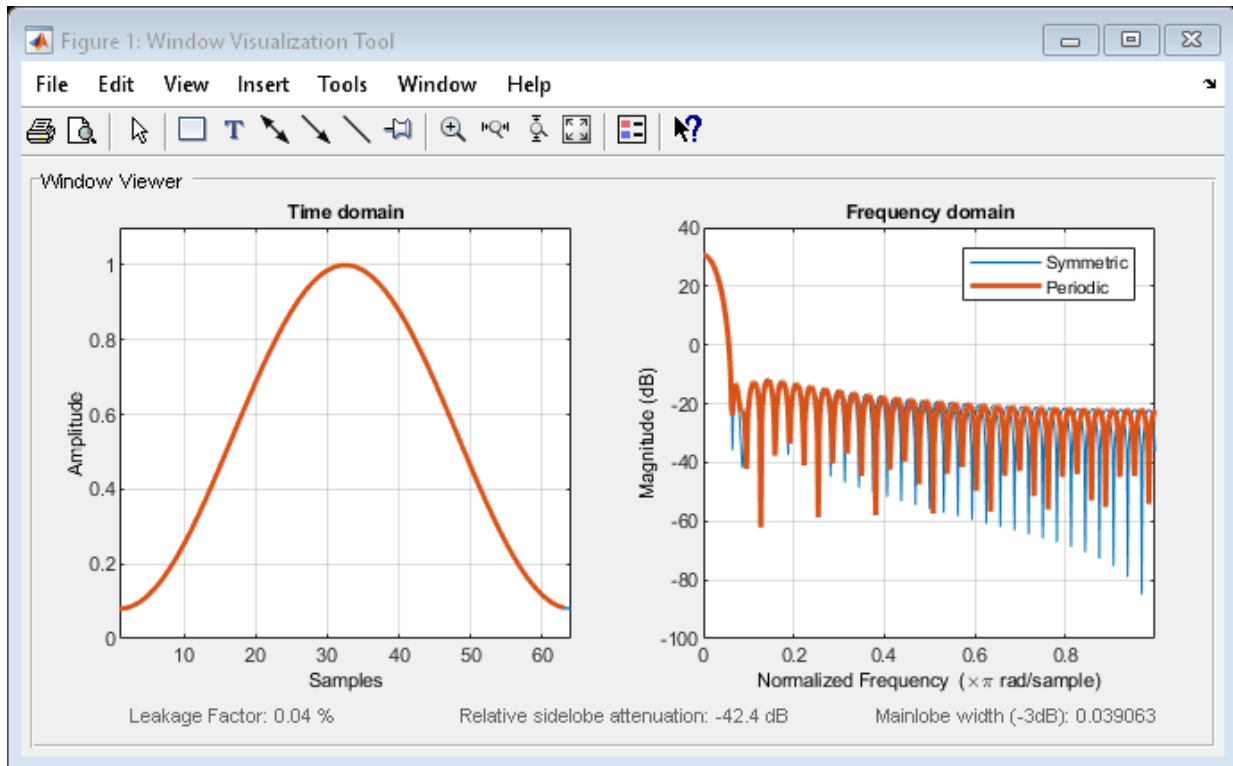 Figure 1: Window Visualization Tool
File Edit View Insert Tools Window Help
T Q ?
Window Viewer
Time domain
1
0.8
0.6
0.4
0.2
0
Amplitude
10 20 30 40 50 60
Samples
Frequency domain
40
20
0
-20
-40
-60
-80
-100
Magnitude (dB)
Symmetric
Periodic
0 0.2 0.4 0.6 0.8
Normalized Frequency (×π rad/sample)
Leakage Factor: 0.04 % Relative sidelobe attenuation: -42.4 dB Mainlobe width (-3dB): 0.039063